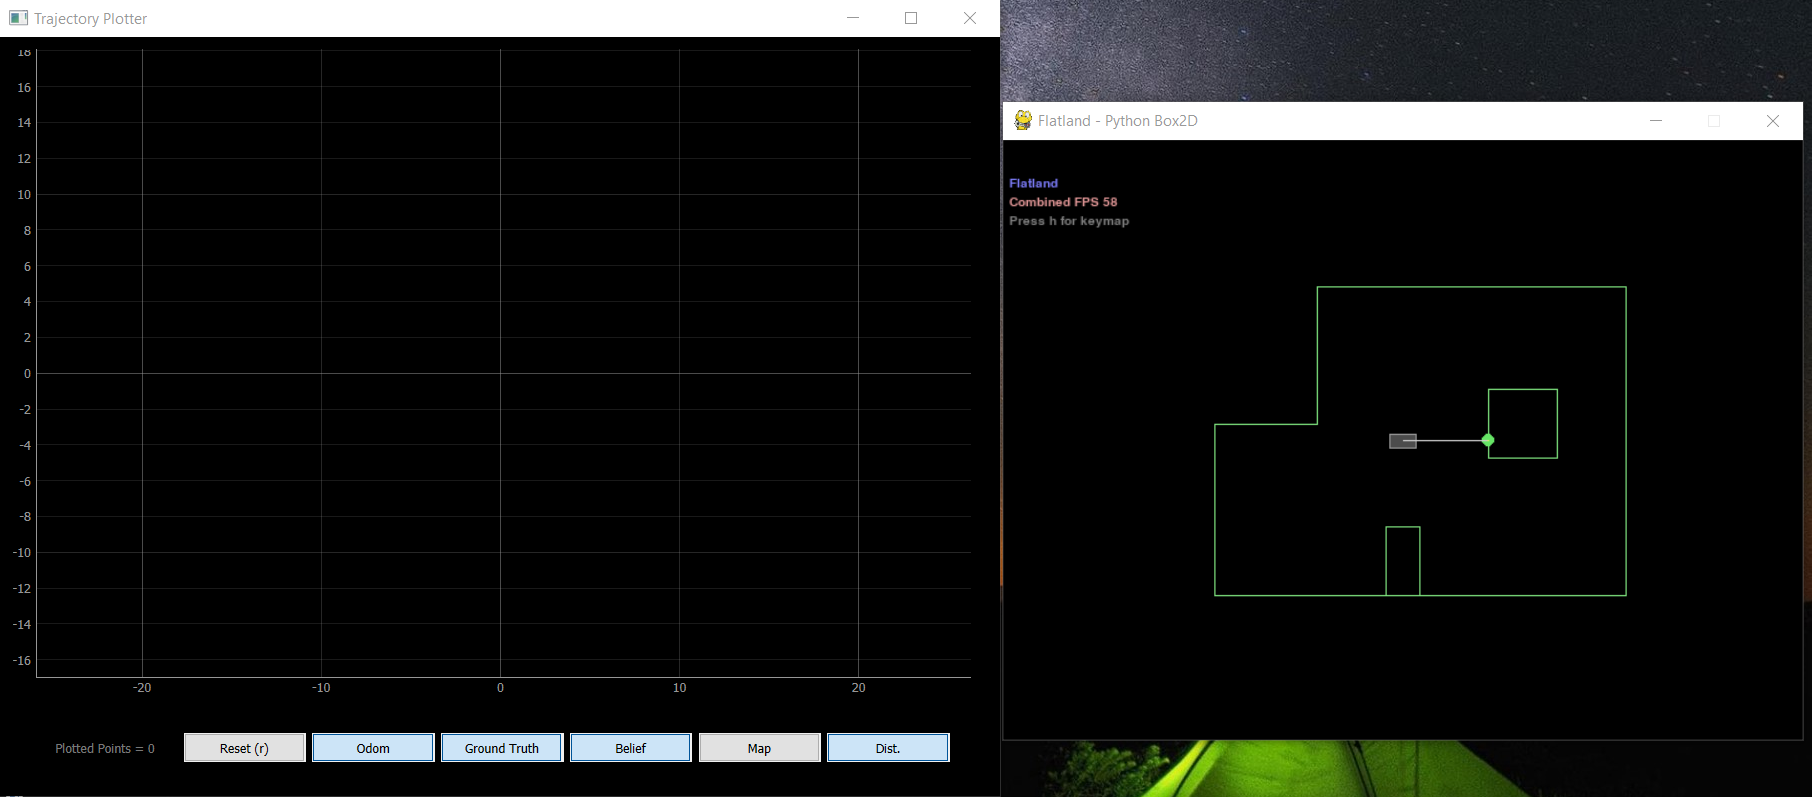 Trajectory Plotter
18
16
14
12
10
8
6
4
2
0
-2
-4
-6
-8
-10
-12
-14
-16
-20 -10 0 10 20
Plotted Points = 0 Reset (r) Odom Ground Truth Belief Map Dist.
Flatland - Python Box2D
Flatland
Combined FPS 58
Press h for keymap